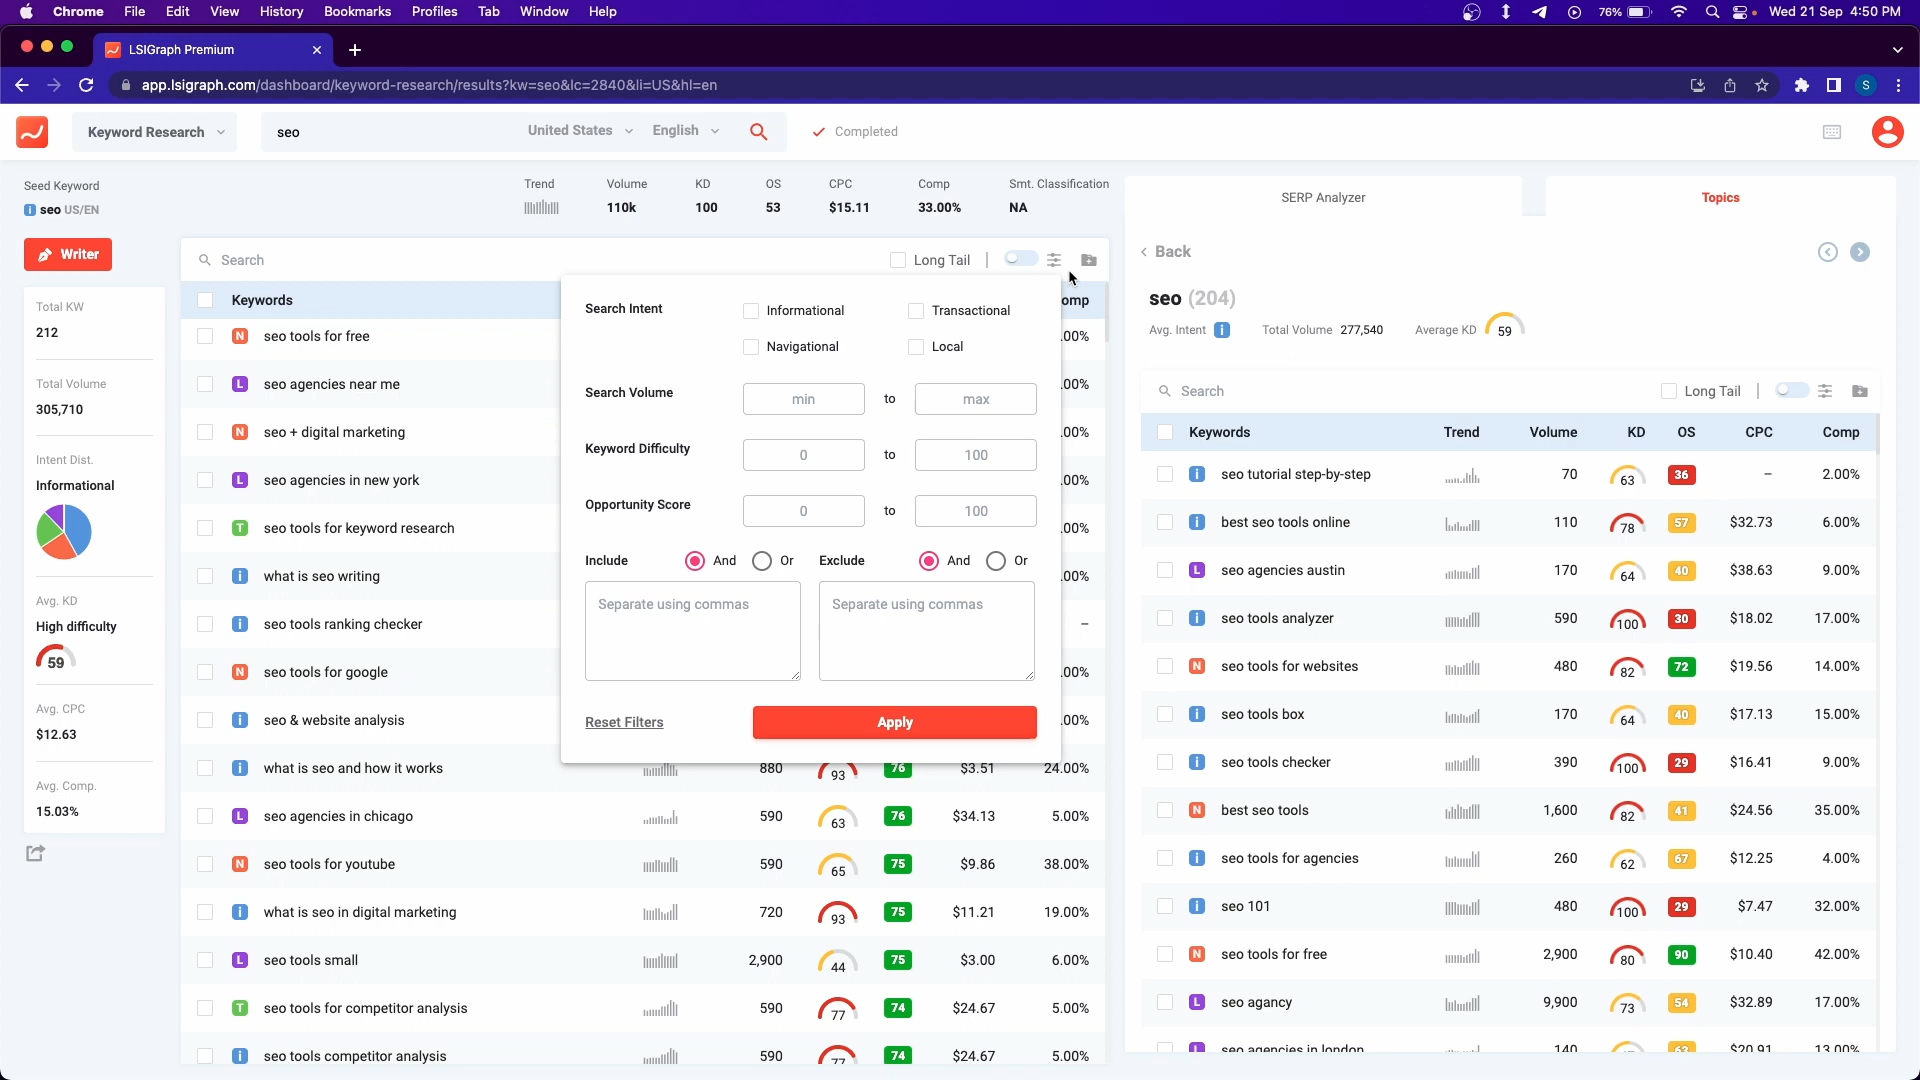 Chrome File Edit View History Bookmarks Profiles Tab Window Help 76% Wed 21 Sep 4:50 PM
LSIGraph Premium
app.lsigraph.com/dashboard/keyword-research/results?kw=seo&lc=2840&li=US&hl=en S
Keyword Research seo United States English Completed
Seed Keyword
i seo US/EN
Trend Volume KD OS CPC Comp Smt. Classification
110k 100 53 $15.11 33.00% NA
Writer
Total KW
212
Total Volume
305,710
Intent Dist.
Informational
Avg. KD
High difficulty
59
Avg. CPC
$12.63
Avg. Comp.
15.03%
Search Long Tail
Keywords omp
N seo tools for free .00%
L seo agencies near me .00%
N seo + digital marketing .00%
L seo agencies in new york .00%
T seo tools for keyword research .00%
i what is seo writing .00%
i seo tools ranking checker –
N seo tools for google .00%
i seo & website analysis .00%
i what is seo and how it works 880 93 76 $3.51 24.00%
L seo agencies in chicago 590 63 76 $34.13 5.00%
N seo tools for youtube 590 65 75 $9.86 38.00%
i what is seo in digital marketing 720 93 75 $11.21 19.00%
L seo tools small 2,900 44 75 $3.00 6.00%
T seo tools for competitor analysis 590 77 74 $24.67 5.00%
i seo tools competitor analysis 590 77 74 $24.67 5.00%
Search Intent Informational Transactional
Navigational Local
Search Volume min to max
Keyword Difficulty 0 to 100
Opportunity Score 0 to 100
Include And Or Exclude And Or
Separate using commas Separate using commas
Reset Filters Apply
SERP Analyzer Topics
Back
seo (204)
Avg. Intent i Total Volume 277,540 Average KD 59
Search Long Tail
Keywords Trend Volume KD OS CPC Comp
i seo tutorial step-by-step 70 63 36 – 2.00%
i best seo tools online 110 78 57 $32.73 6.00%
L seo agencies austin 170 64 40 $38.63 9.00%
i seo tools analyzer 590 100 30 $18.02 17.00%
N seo tools for websites 480 82 72 $19.56 14.00%
i seo tools box 170 64 40 $17.13 15.00%
i seo tools checker 390 100 29 $16.41 9.00%
N best seo tools 1,600 82 41 $24.56 35.00%
i seo tools for agencies 260 62 67 $12.25 4.00%
i seo 101 480 100 29 $7.47 32.00%
N seo tools for free 2,900 80 90 $10.40 42.00%
L seo agancy 9,900 73 54 $32.89 17.00%
L seo agencies in london 140 63 $20.91 13.00%